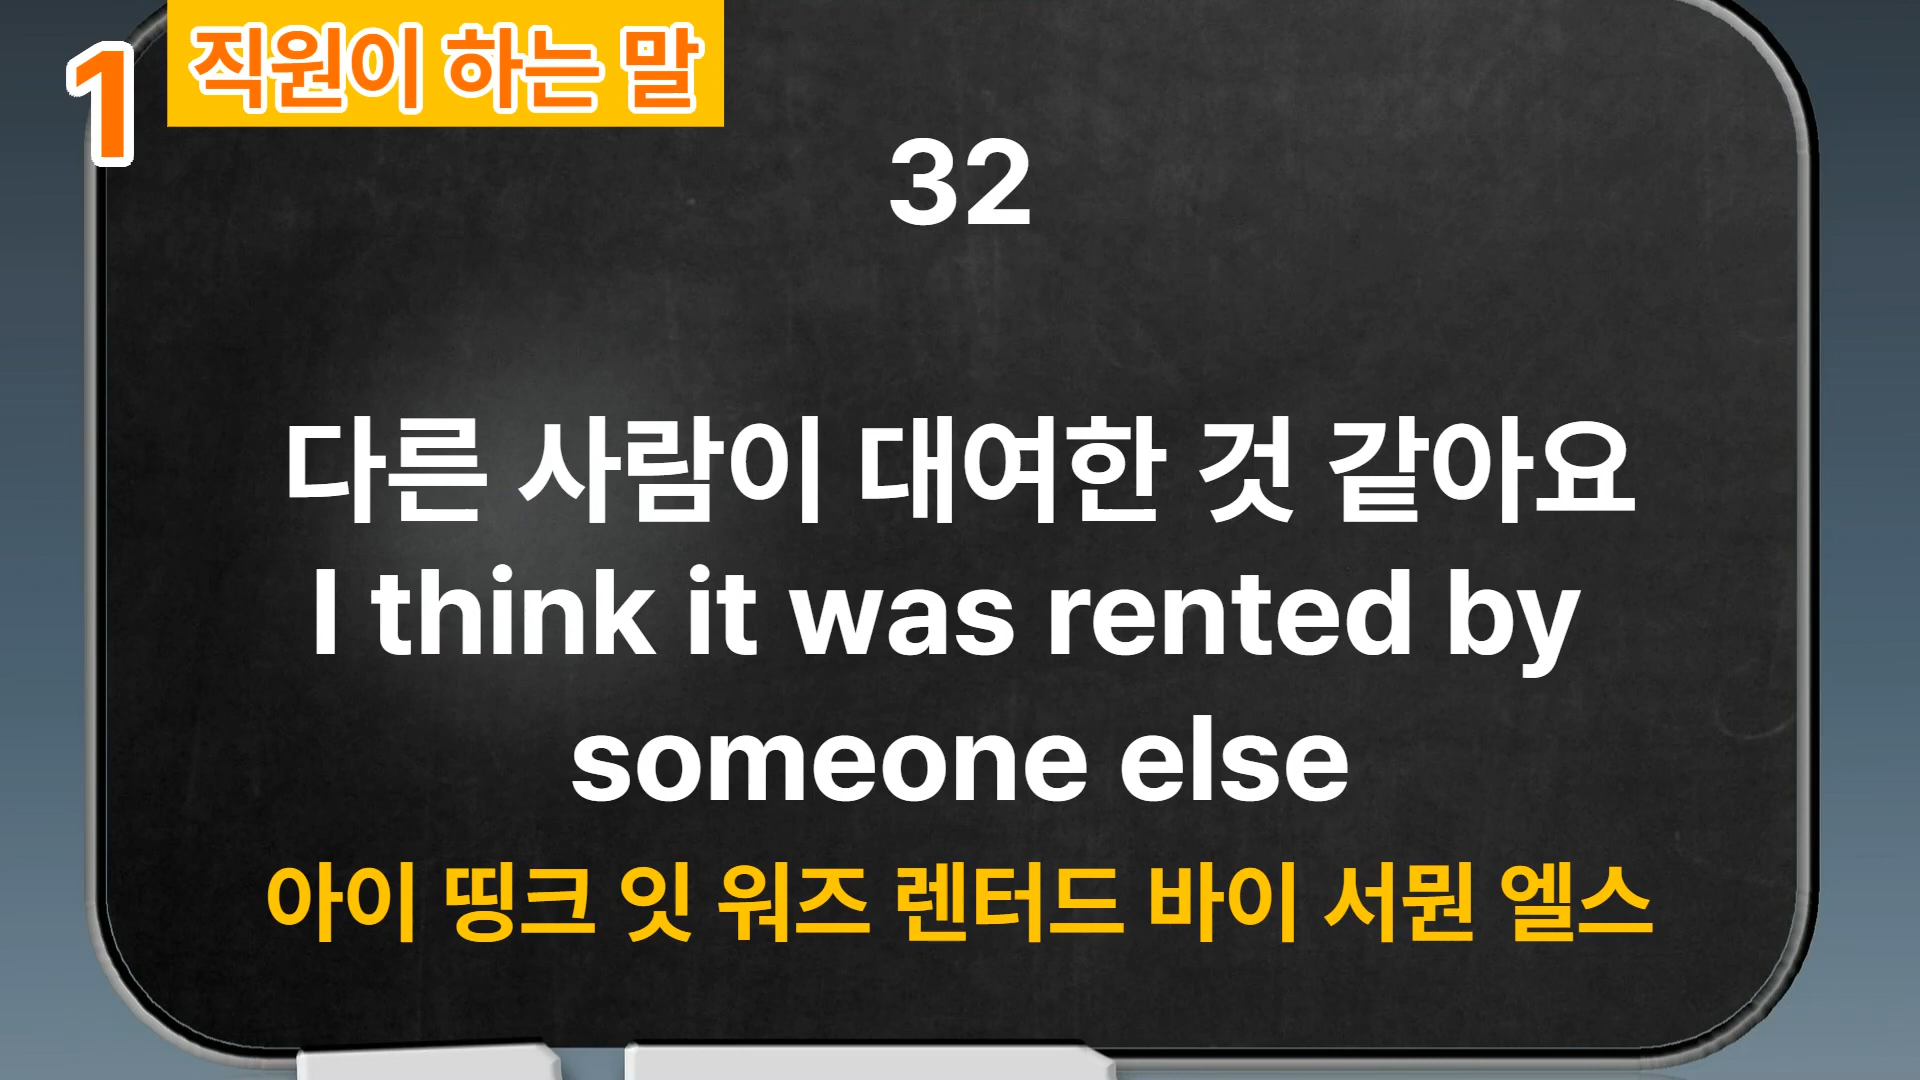 1
직원이 하는 말
32
다른 사람이 대여한 것 같아요
I think it was rented by
someone else
아이 띵크 잇 워즈 렌터드 바이 서뭔 엘스